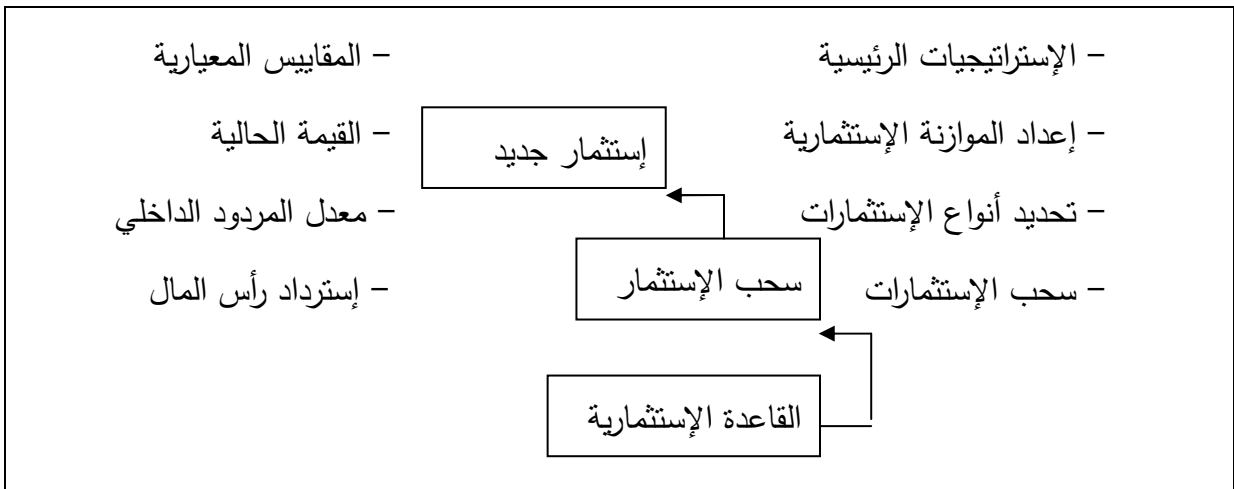 – الإستراتيجيات الرئيسية
– إعداد الموازنة الإستثمارية
– تحديد أنواع الإستثمارات
– سحب الإستثمارات
إستثمار جديد
سحب الإستثمار
القاعدة الإستثمارية
– المقاييس المعيارية
– القيمة الحالية
– معدل المردود الداخلي
– إسترداد رأس المال